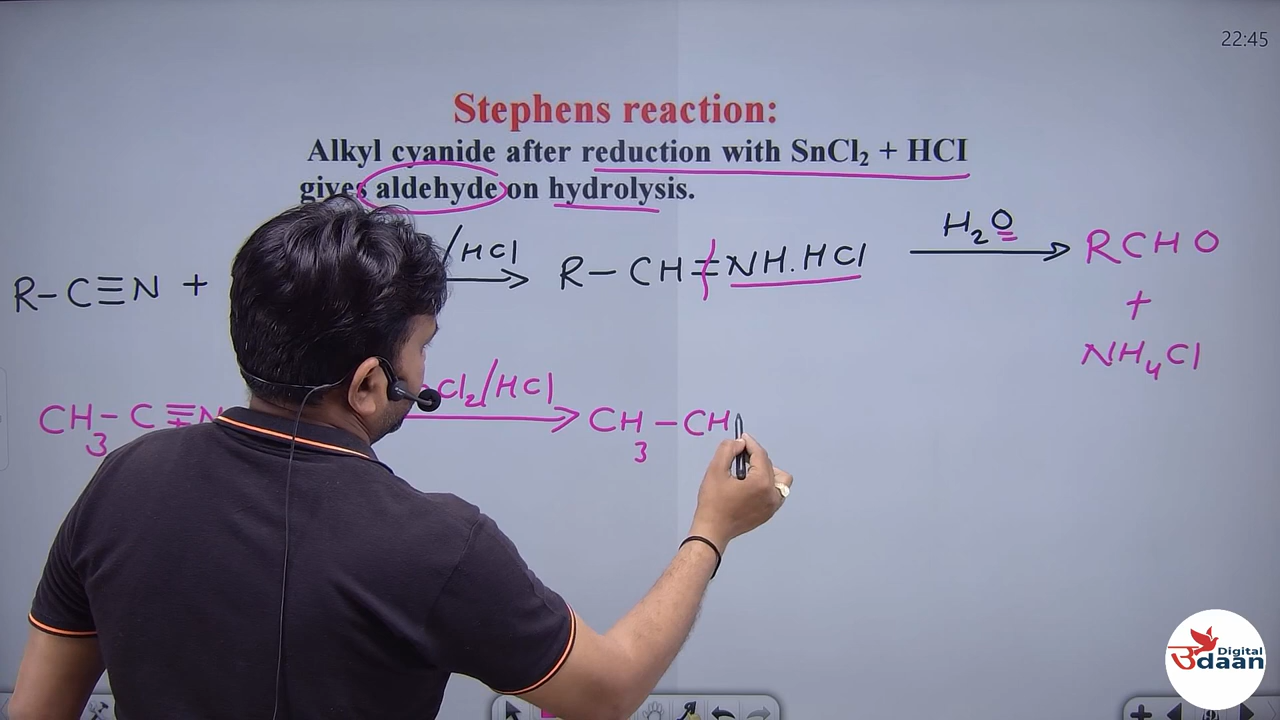 22:45
Stephens reaction:
Alkyl cyanide after reduction with SnCl₂ + HCl
gives aldehyde on hydrolysis.
R-C≡N + /HCl → R-CH=NH.HCl H₂O → RCHO
+
NH₄Cl
CH₃-C≡N Cl₂/HCl → CH₃-CH
Digital
उdaan